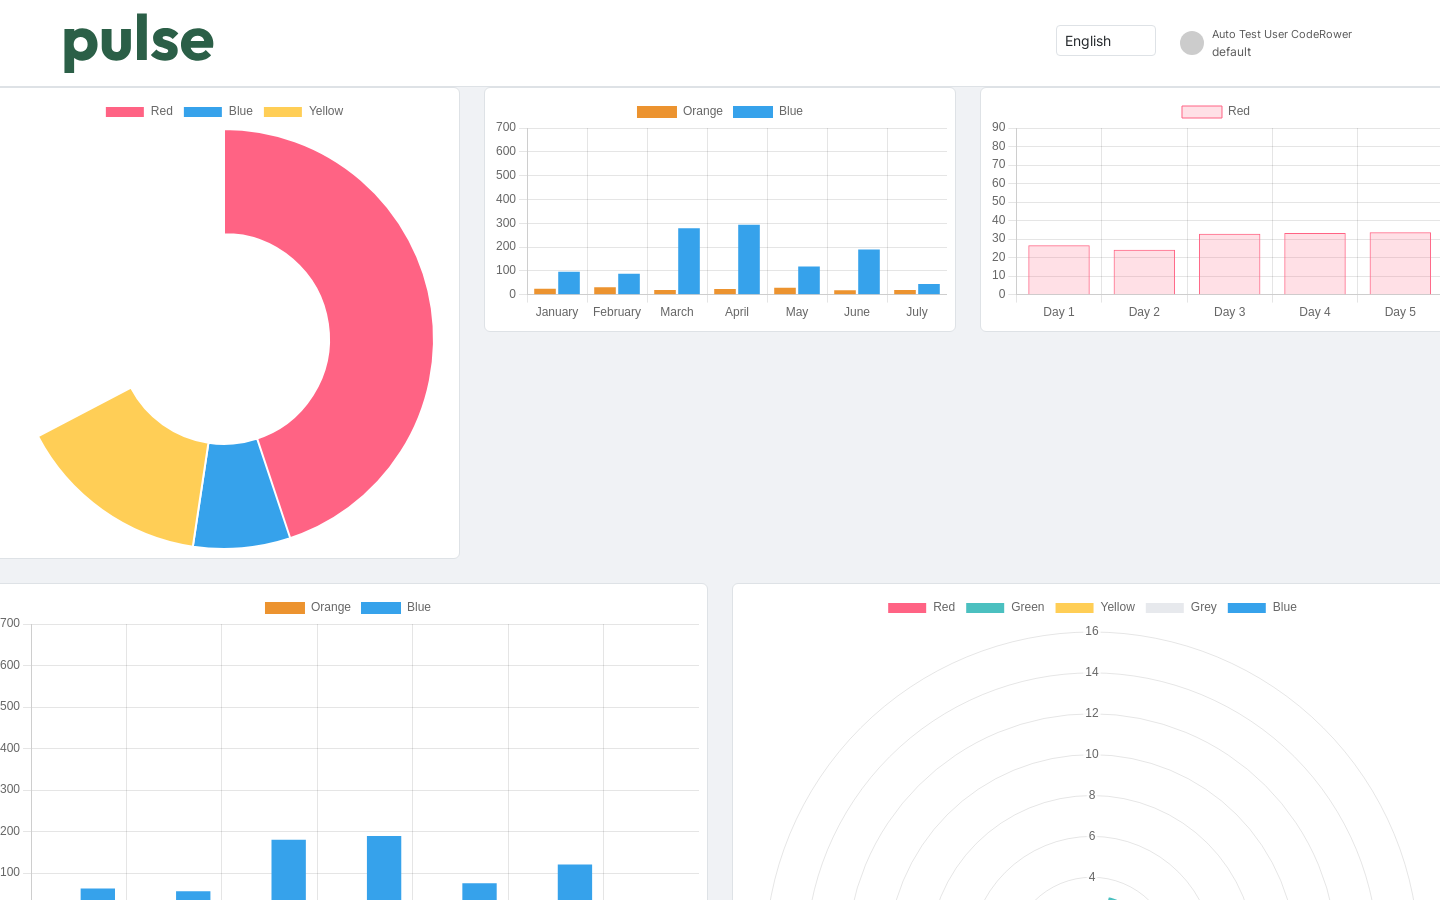 pulse
English
Auto Test User CodeRower
default
Red Blue Yellow
Orange Blue
700
600
500
400
300
200
100
0
January February March April May June July
Red
90
80
70
60
50
40
30
20
10
0
Day 1 Day 2 Day 3 Day 4 Day 5
Orange Blue
700
600
500
400
300
200
100
Red Green Yellow Grey Blue
16
14
12
10
8
6
4